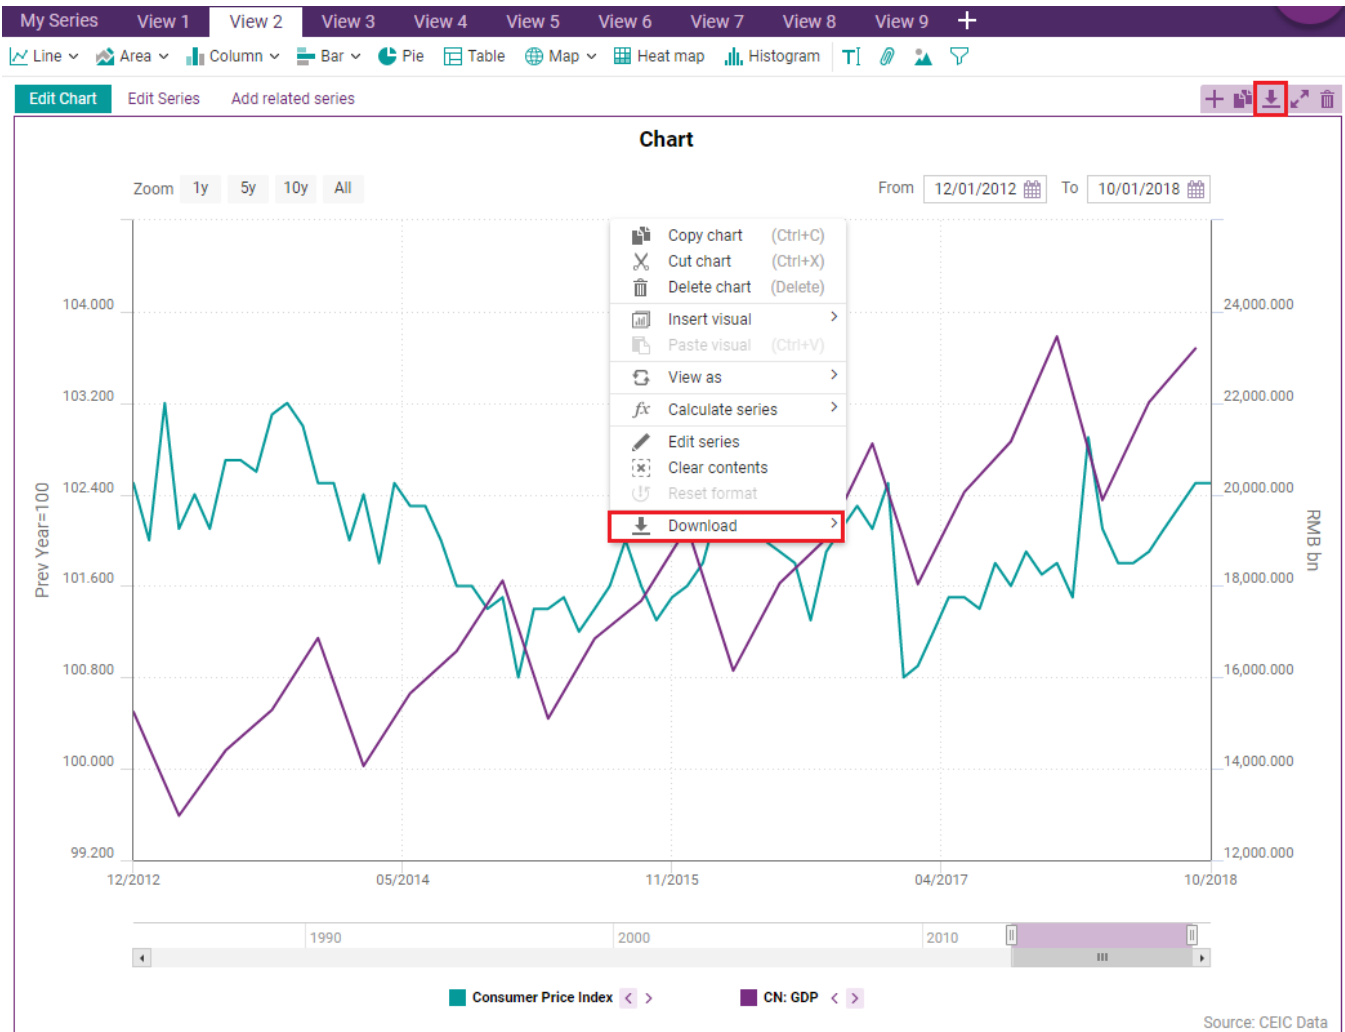 My Series View 1 View 2 View 3 View 4 View 5 View 6 View 7 View 8 View 9
Line Area Column Bar Pie Table Map Heat map Histogram
Edit Chart Edit Series Add related series
Chart
Zoom 1y 5y 10y All From 12/01/2012 To 10/01/2018
Copy chart (Ctrl+C)
Cut chart (Ctrl+X)
Delete chart (Delete)
Insert visual
Paste visual (Ctrl+V)
View as
fx Calculate series
Edit series
Clear contents
Reset format
Download
Prev Year=100
104.000
103.200
102.400
101.600
100.800
100.000
99.200
24,000.000
22,000.000
20,000.000
18,000.000
16,000.000
14,000.000
12,000.000
RMB bn
12/2012 05/2014 11/2015 04/2017 10/2018
1990 2000 2010
Consumer Price Index CN: GDP
Source: CEIC Data